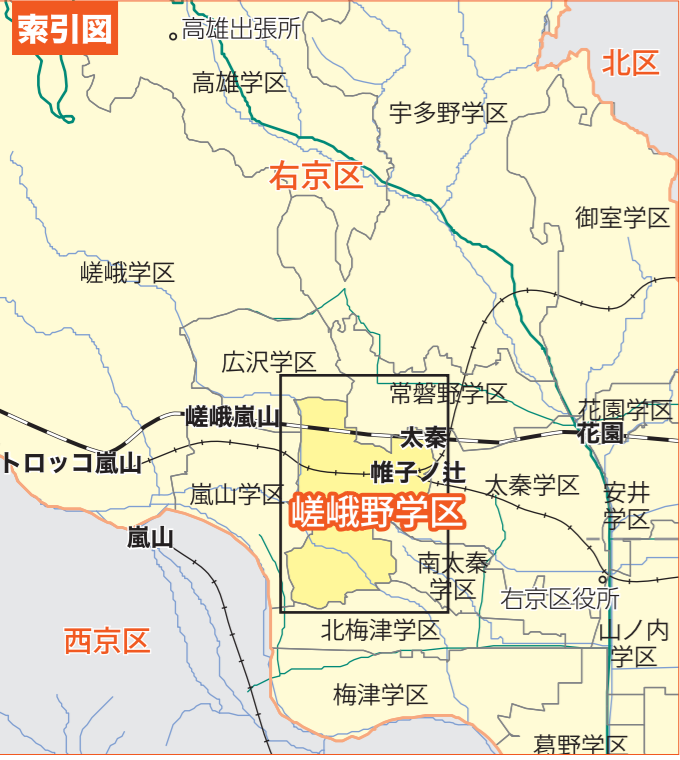 索引図
高雄出張所
北区
高雄学区
宇多野学区
右京区
御室学区
嵯峨学区
広沢学区
常磐野学区
花園学区
嵯峨嵐山
太秦
花園
トロッコ嵐山
帷子ノ辻
太秦学区
嵐山学区
安井
学区
嵯峨野学区
嵐山
南太秦
学区
右京区役所
西京区
北梅津学区
山ノ内
学区
梅津学区
葛野学区